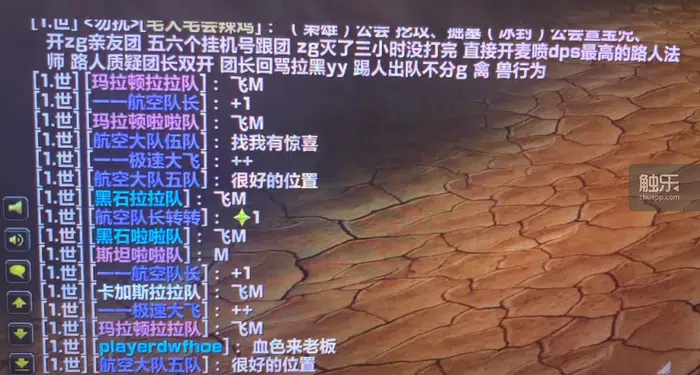 [1.世] <勿扰>[毛人毛会辣鸡]：（枭雄）公会 挖坟、掘墓（冰封）公会置宝先、
开zg亲友团 五六个挂机号跟团 zg灭了三小时没打完 直接开麦喷dps最高的路人法
师 路人质疑团长双开 团长回骂拉黑yy 踢人出队不分g 禽 兽行为
[1.世] [玛拉顿拉拉队]：飞M
[1.世] [一一航空队长]：+1
[1.世] [玛拉顿啦啦队]：飞M
[1.世] [航空大队伍队]：找我有惊喜
[1.世] [一一极速大飞]：++
[1.世] [航空大队五队]：很好的位置
[1.世] [黑石拉拉队]：飞M
[1.世] [航空队长转转]：1
[1.世] [黑石啦啦队]：飞M
[1.世] [斯坦啦啦队]：M
[1.世] [一一航空队长]：+1
[1.世] [卡加斯拉拉队]：飞M
[1.世] [一一极速大飞]：++
[1.世] [玛拉顿拉拉队]：飞M
[1.世] [playerdwfhoe]：血色来老板
[1.世] [航空大队五队]：很好的位置
触乐
chuapp.com